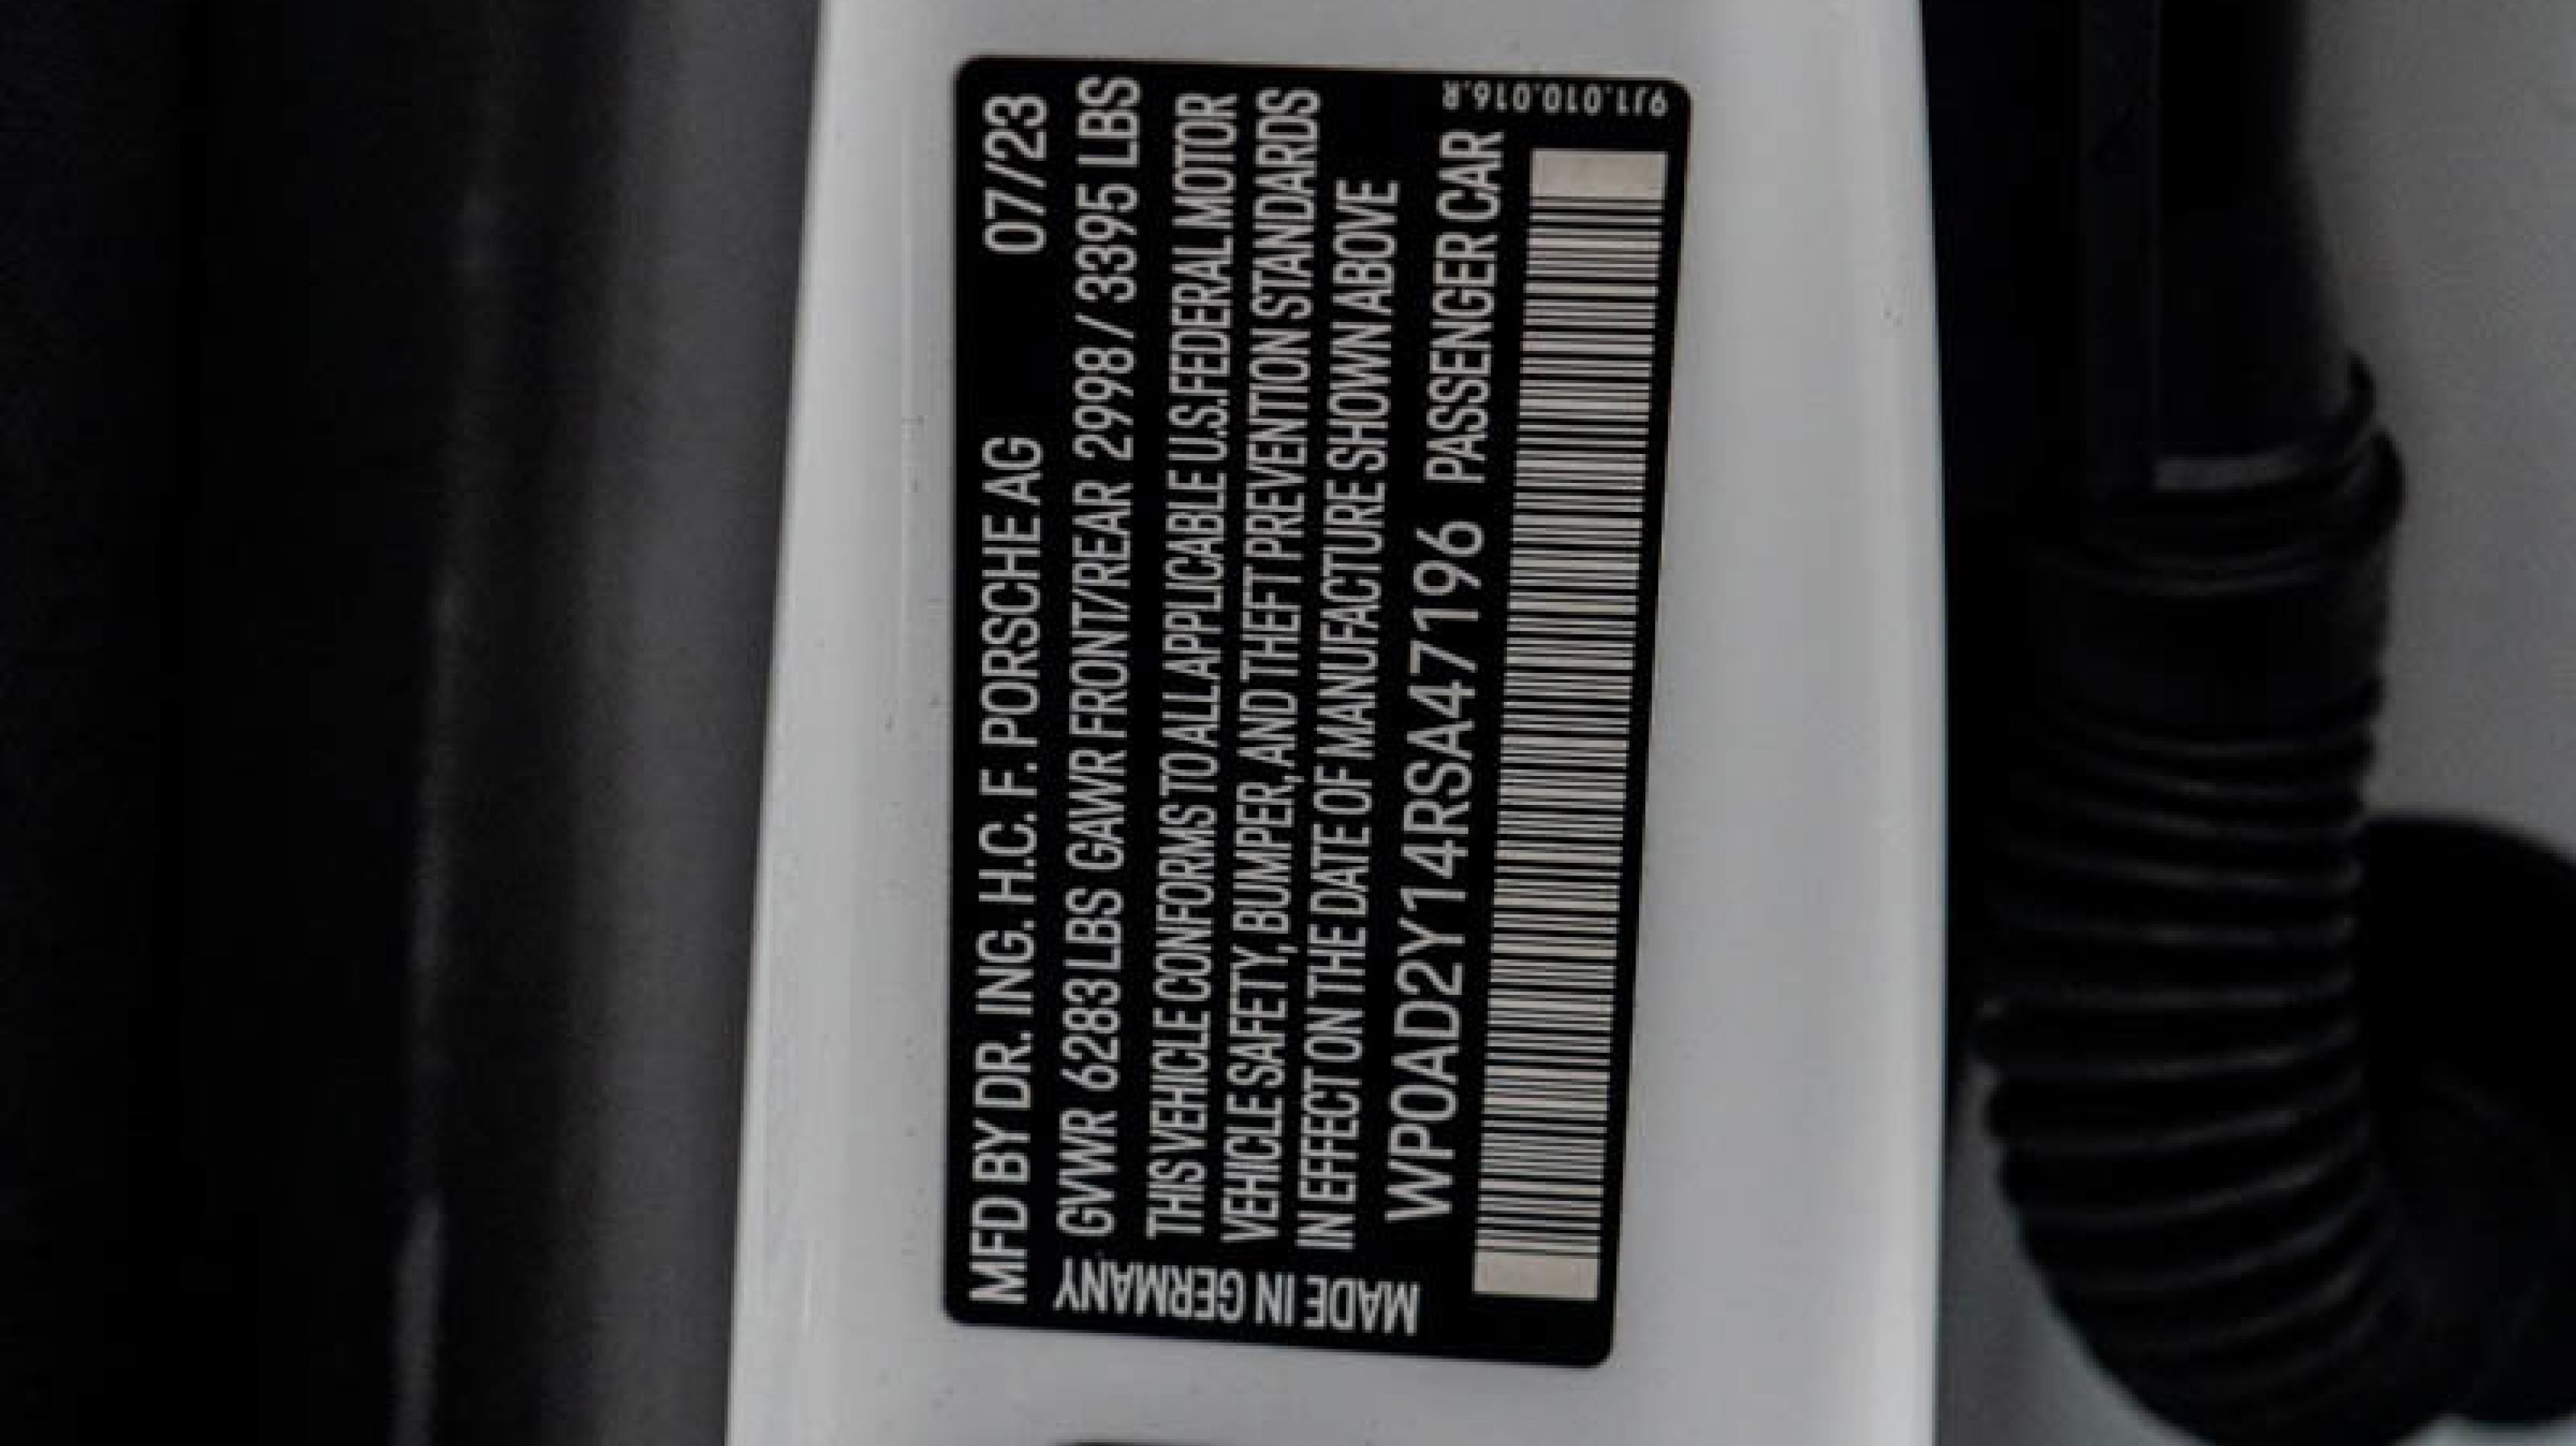 MFD BY DR. ING. H.C. F. PORSCHE AG 07/23
GVWR 6283 LBS GAWR FRONT/REAR 2998 / 3395 LBS
THIS VEHICLE CONFORMS TO ALL APPLICABLE U.S. FEDERAL MOTOR
VEHICLE SAFETY, BUMPER, AND THEFT PREVENTION STANDARDS
IN EFFECT ON THE DATE OF MANUFACTURE SHOWN ABOVE
WP0AD2Y14RSA47196 PASSENGER CAR
MADE IN GERMANY
9J1.010.016.R